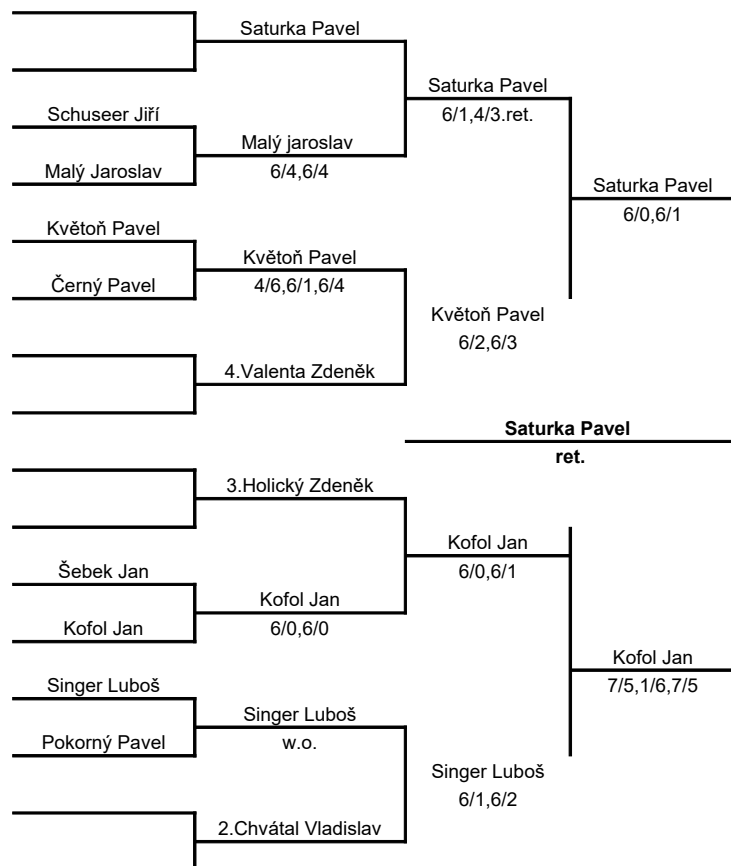 Saturka Pavel
Saturka Pavel
6/1,4/3.ret.
Schuseer Jiří
Malý jaroslav
6/4,6/4
Malý Jaroslav
Saturka Pavel
6/0,6/1
Květoň Pavel
Květoň Pavel
4/6,6/1,6/4
Černý Pavel
Květoň Pavel
6/2,6/3
4.Valenta Zdeněk
Saturka Pavel
ret.
3.Holický Zdeněk
Kofol Jan
6/0,6/1
Šebek Jan
Kofol Jan
6/0,6/0
Kofol Jan
Kofol Jan
7/5,1/6,7/5
Singer Luboš
Singer Luboš
w.o.
Pokorný Pavel
Singer Luboš
6/1,6/2
2.Chvátal Vladislav